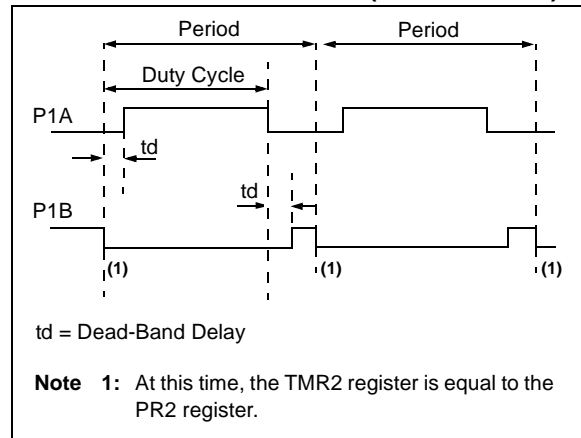 Period Period
Duty Cycle
P1A
td
td
P1B
(1) (1) (1)
td = Dead-Band Delay
Note 1: At this time, the TMR2 register is equal to the
PR2 register.